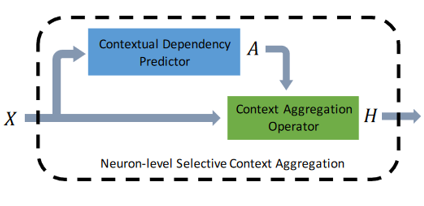 Contextual Dependency
Predictor
A
X
Context Aggregation
Operator
H
Neuron-level Selective Context Aggregation